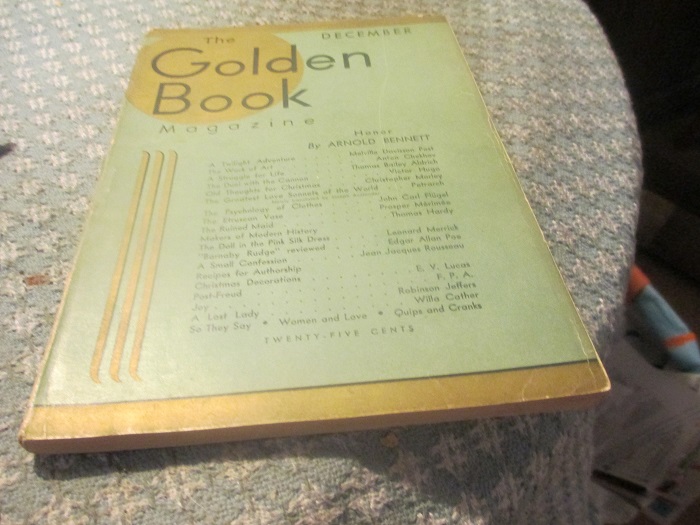 The
DECEMBER
Golden
Book
Magazine
Honor
By ARNOLD BENNETT
A Twilight Adventure . . . Melville Davisson Post
The Work of Art . . . Anton Chekhov
A Struggle for Life . . . Thomas Bailey Aldrich
The Duel with the Cannon . . . Victor Hugo
Old Thoughts for Christmas . . . Christopher Morley
The Greatest Love Sonnets of the World . . . Petrarch
The Psychology of Clothes . . . John Carl Flügel
The Etruscan Vase . . . Prosper Mérimée
The Ruined Maid . . . Thomas Hardy
Makers of Modern History
The Doll in the Pink Silk Dress . . . Leonard Merrick
"Barnaby Rudge" reviewed . . . Edgar Allan Poe
A Small Confession . . . Jean Jacques Rousseau
Recipes for Authorship
Christmas Decorations . . . E. V. Lucas
Post-Freud . . . F. P. A.
Joy . . . Robinson Jeffers
A Lost Lady . . . Willa Cather
So They Say • Women and Love • Quips and Cranks
TWENTY-FIVE CENTS